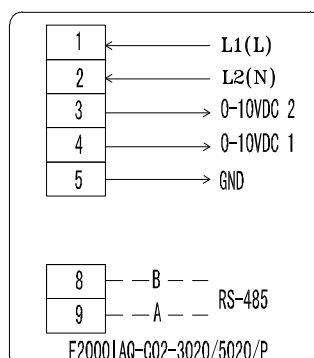 1 L1(L)
2 L2(N)
3 0-10VDC 2
4 0-10VDC 1
5 GND
8 B
RS-485
9 A
F2000IAQ-CO2-3020/5020/P